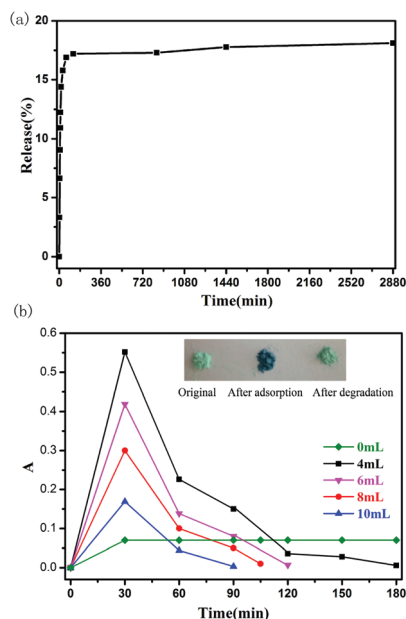 (a)
20
15
10
5
0
Release(%)
0 360 720 1080 1440 1800 2160 2520 2880
Time(min)
(b)
0.6
0.5
0.4
0.3
0.2
0.1
0.0
A
Original After adsorption After degradation
0mL
4mL
6mL
8mL
10mL
0 30 60 90 120 150 180
Time(min)